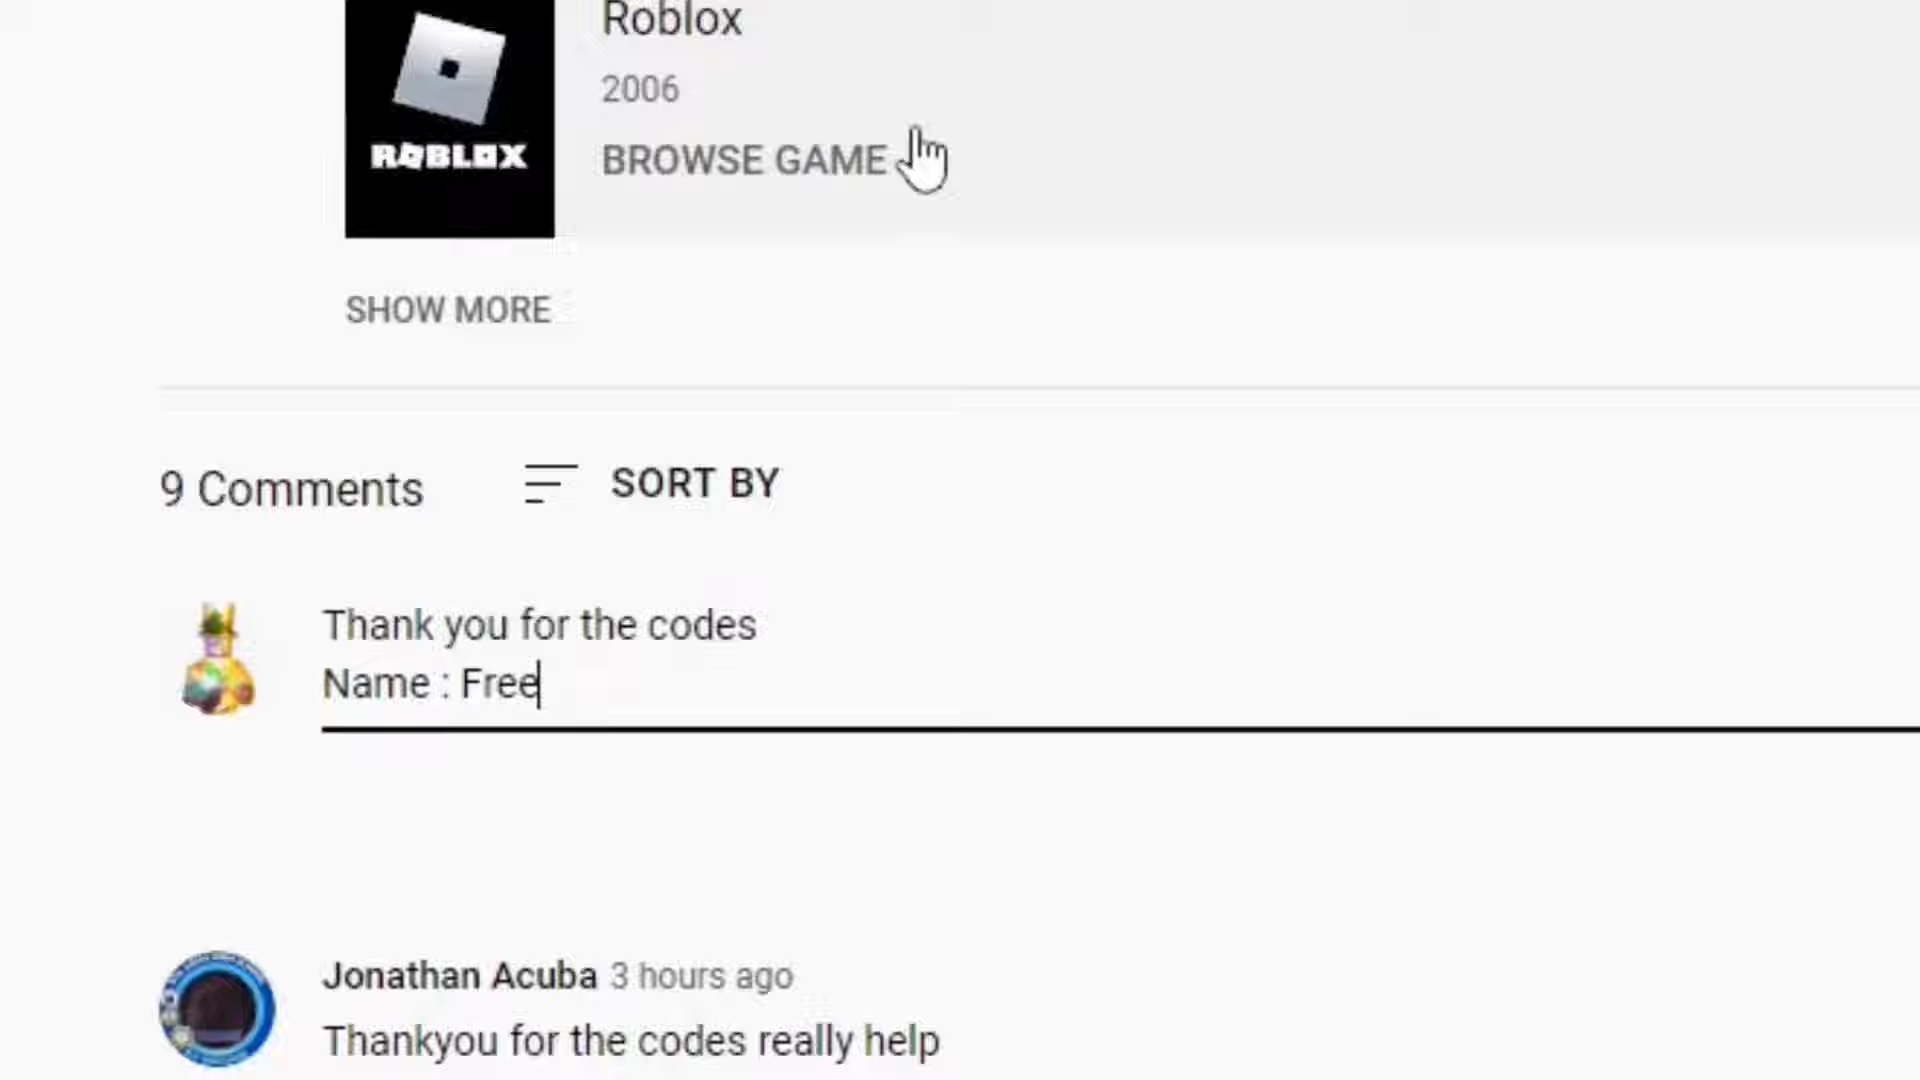 Roblox
2006
BROWSE GAME
ROBLOX
SHOW MORE
9 Comments
SORT BY
Thank you for the codes
Name : Free
Jonathan Acuba 3 hours ago
Thankyou for the codes really help